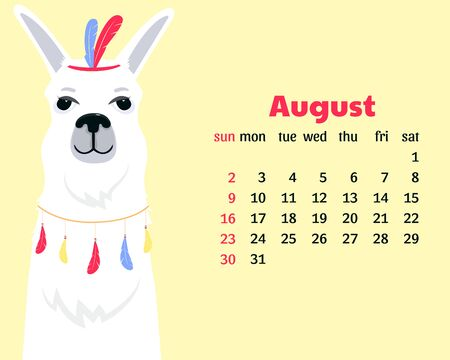 August
sun mon tue wed thu fri sat
1
2 3 4 5 6 7 8
9 10 11 12 13 14 15
16 17 18 19 20 21 22
23 24 25 26 27 28 29
30 31